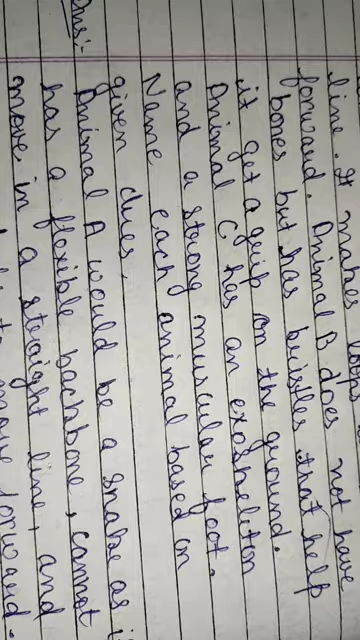 line. It makes loops
forward. Animal B does not have
bones but has bristles that help
it get a grip on the ground.
Animal C has an exoskeleton
and a strong muscular foot.
Name each animal based on
given clues.
Ans:- Animal A would be a snake as
has a flexible backbone, cannot
move in a straight line, and
move forward.